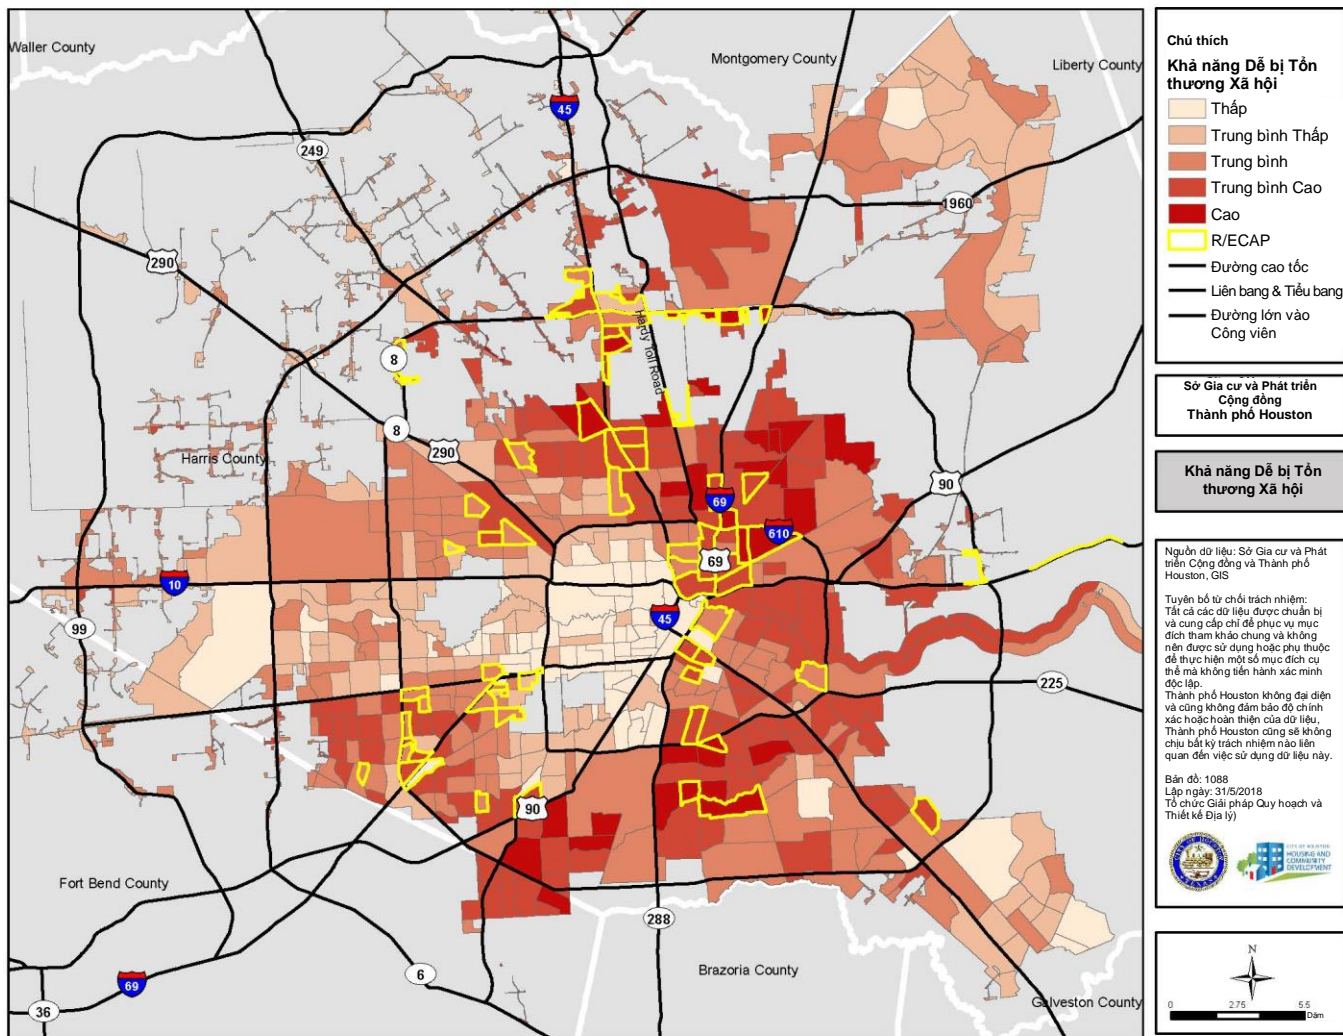 Waller County
Montgomery County
Liberty County
45
249
1960
290
8
Hardy Toll Road
8
290
Harris County
90
69
610
69
10
45
99
225
90
Fort Bend County
288
6
Brazoria County
69
36
Galveston County
Chú thích
Khả năng Dễ bị Tổn
thương Xã hội
Thấp
Trung bình Thấp
Trung bình
Trung bình Cao
Cao
R/ECAP
Đường cao tốc
Liên bang & Tiểu bang
Đường lớn vào
Công viên
Sở Gia cư và Phát triển
Cộng đồng
Thành phố Houston
Khả năng Dễ bị Tổn
thương Xã hội
Nguồn dữ liệu: Sở Gia cư và Phát
triển Cộng đồng và Thành phố
Houston, GIS
Tuyên bố từ chối trách nhiệm:
Tất cả các dữ liệu được chuẩn bị
và cung cấp chỉ để phục vụ mục
đích tham khảo chung và không
nên được sử dụng hoặc phụ thuộc
để thực hiện một số mục đích cụ
thể mà không tiến hành xác minh
độc lập.
Thành phố Houston không đại diện
và cũng không đảm bảo độ chính
xác hoặc hoàn thiện của dữ liệu,
Thành phố Houston cũng sẽ không
chịu bất kỳ trách nhiệm nào liên
quan đến việc sử dụng dữ liệu này.
Bản đồ: 1088
Lập ngày: 31/5/2018
Tổ chức Giải pháp Quy hoạch và
Thiết kế Địa lý)
CITY OF HOUSTON
HOUSING AND
COMMUNITY
DEVELOPMENT
N
0 2.75 5.5
Dặm